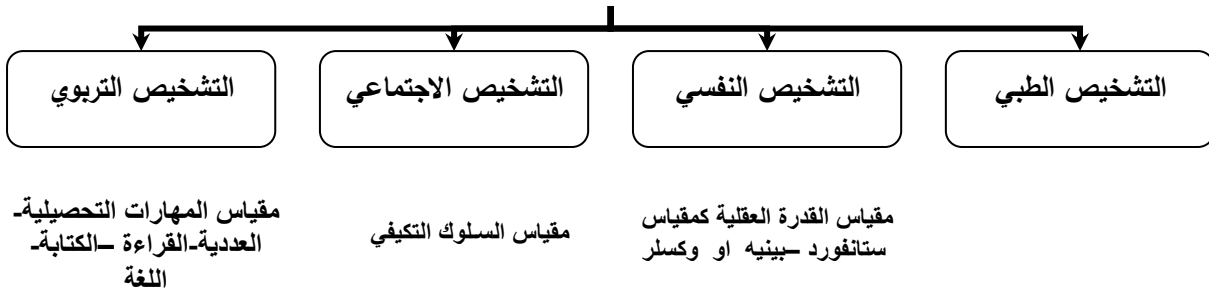 التشخيص الطبي
التشخيص النفسي
التشخيص الاجتماعي
التشخيص التربوي
مقياس القدرة العقلية كمقياس
ستانفورد –بينيه او وكسلر
مقياس السلوك التكيفي
مقياس المهارات التحصيلية-
العددية-القراءة –الكتابة-
اللغة